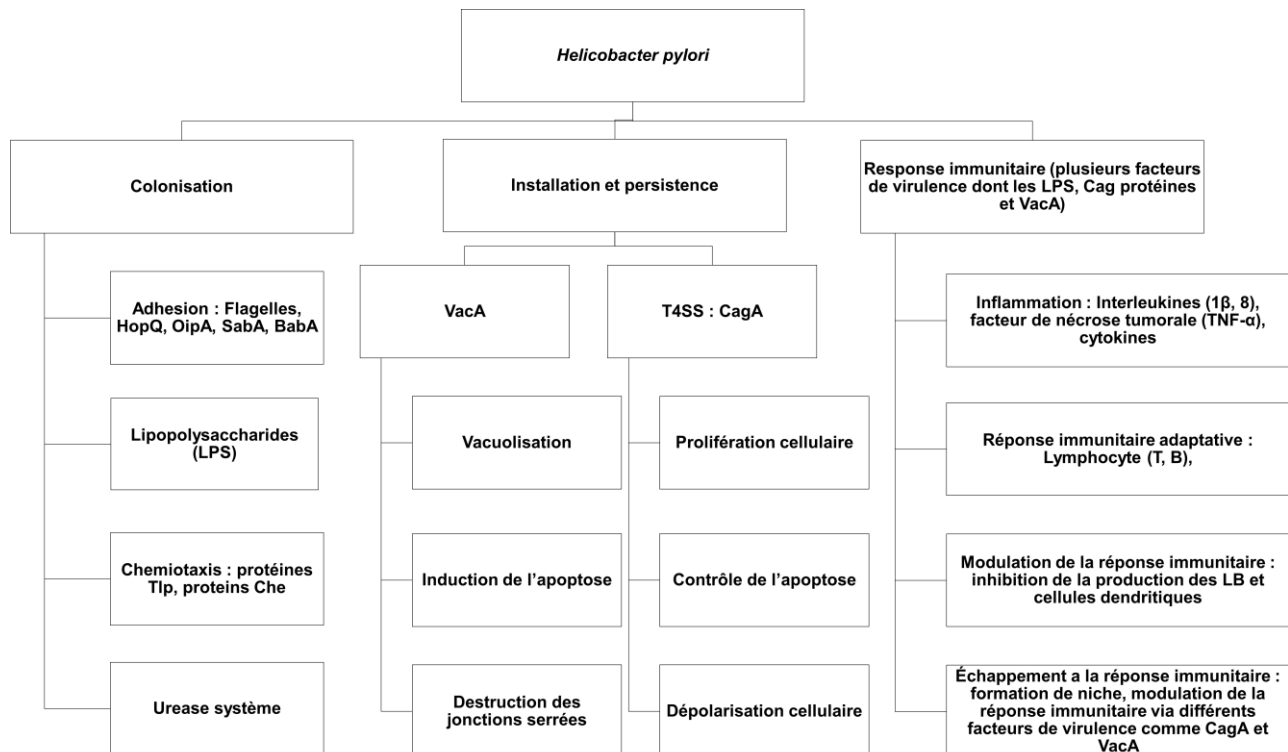 Helicobacter pylori
Colonisation
Adhesion : Flagelles,
HopQ, OipA, SabA, BabA
Lipopolysaccharides
(LPS)
Chemiotaxis : protéines
Tlp, proteins Che
Urease système
Installation et persistence
VacA
Vacuolisation
Induction de l’apoptose
Destruction des
jonctions serrées
T4SS : CagA
Prolifération cellulaire
Contrôle de l’apoptose
Dépolarisation cellulaire
Response immunitaire (plusieurs facteurs
de virulence dont les LPS, Cag protéines
et VacA)
Inflammation : Interleukines (1β, 8),
facteur de nécrose tumorale (TNF-α),
cytokines
Réponse immunitaire adaptative :
Lymphocyte (T, B),
Modulation de la réponse immunitaire :
inhibition de la production des LB et
cellules dendritiques
Échappement a la réponse immunitaire :
formation de niche, modulation de la
réponse immunitaire via différents
facteurs de virulence comme CagA et
VacA